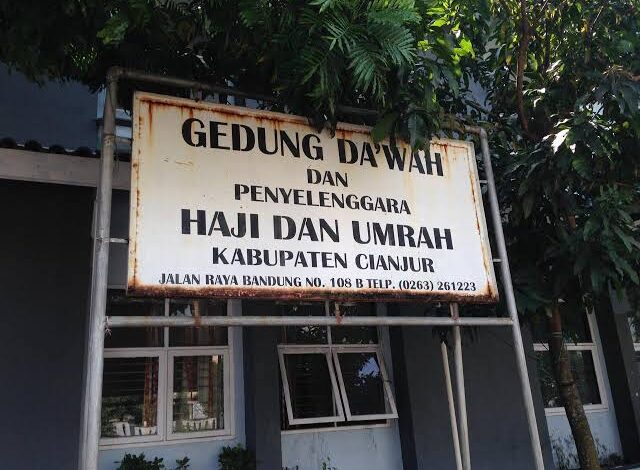 GEDUNG DA'WAH
DAN
PENYELENGGARA
HAJI DAN UMRAH
KABUPATEN CIANJUR
JALAN RAYA BANDUNG NO. 108 B TELP. (0263) 261223